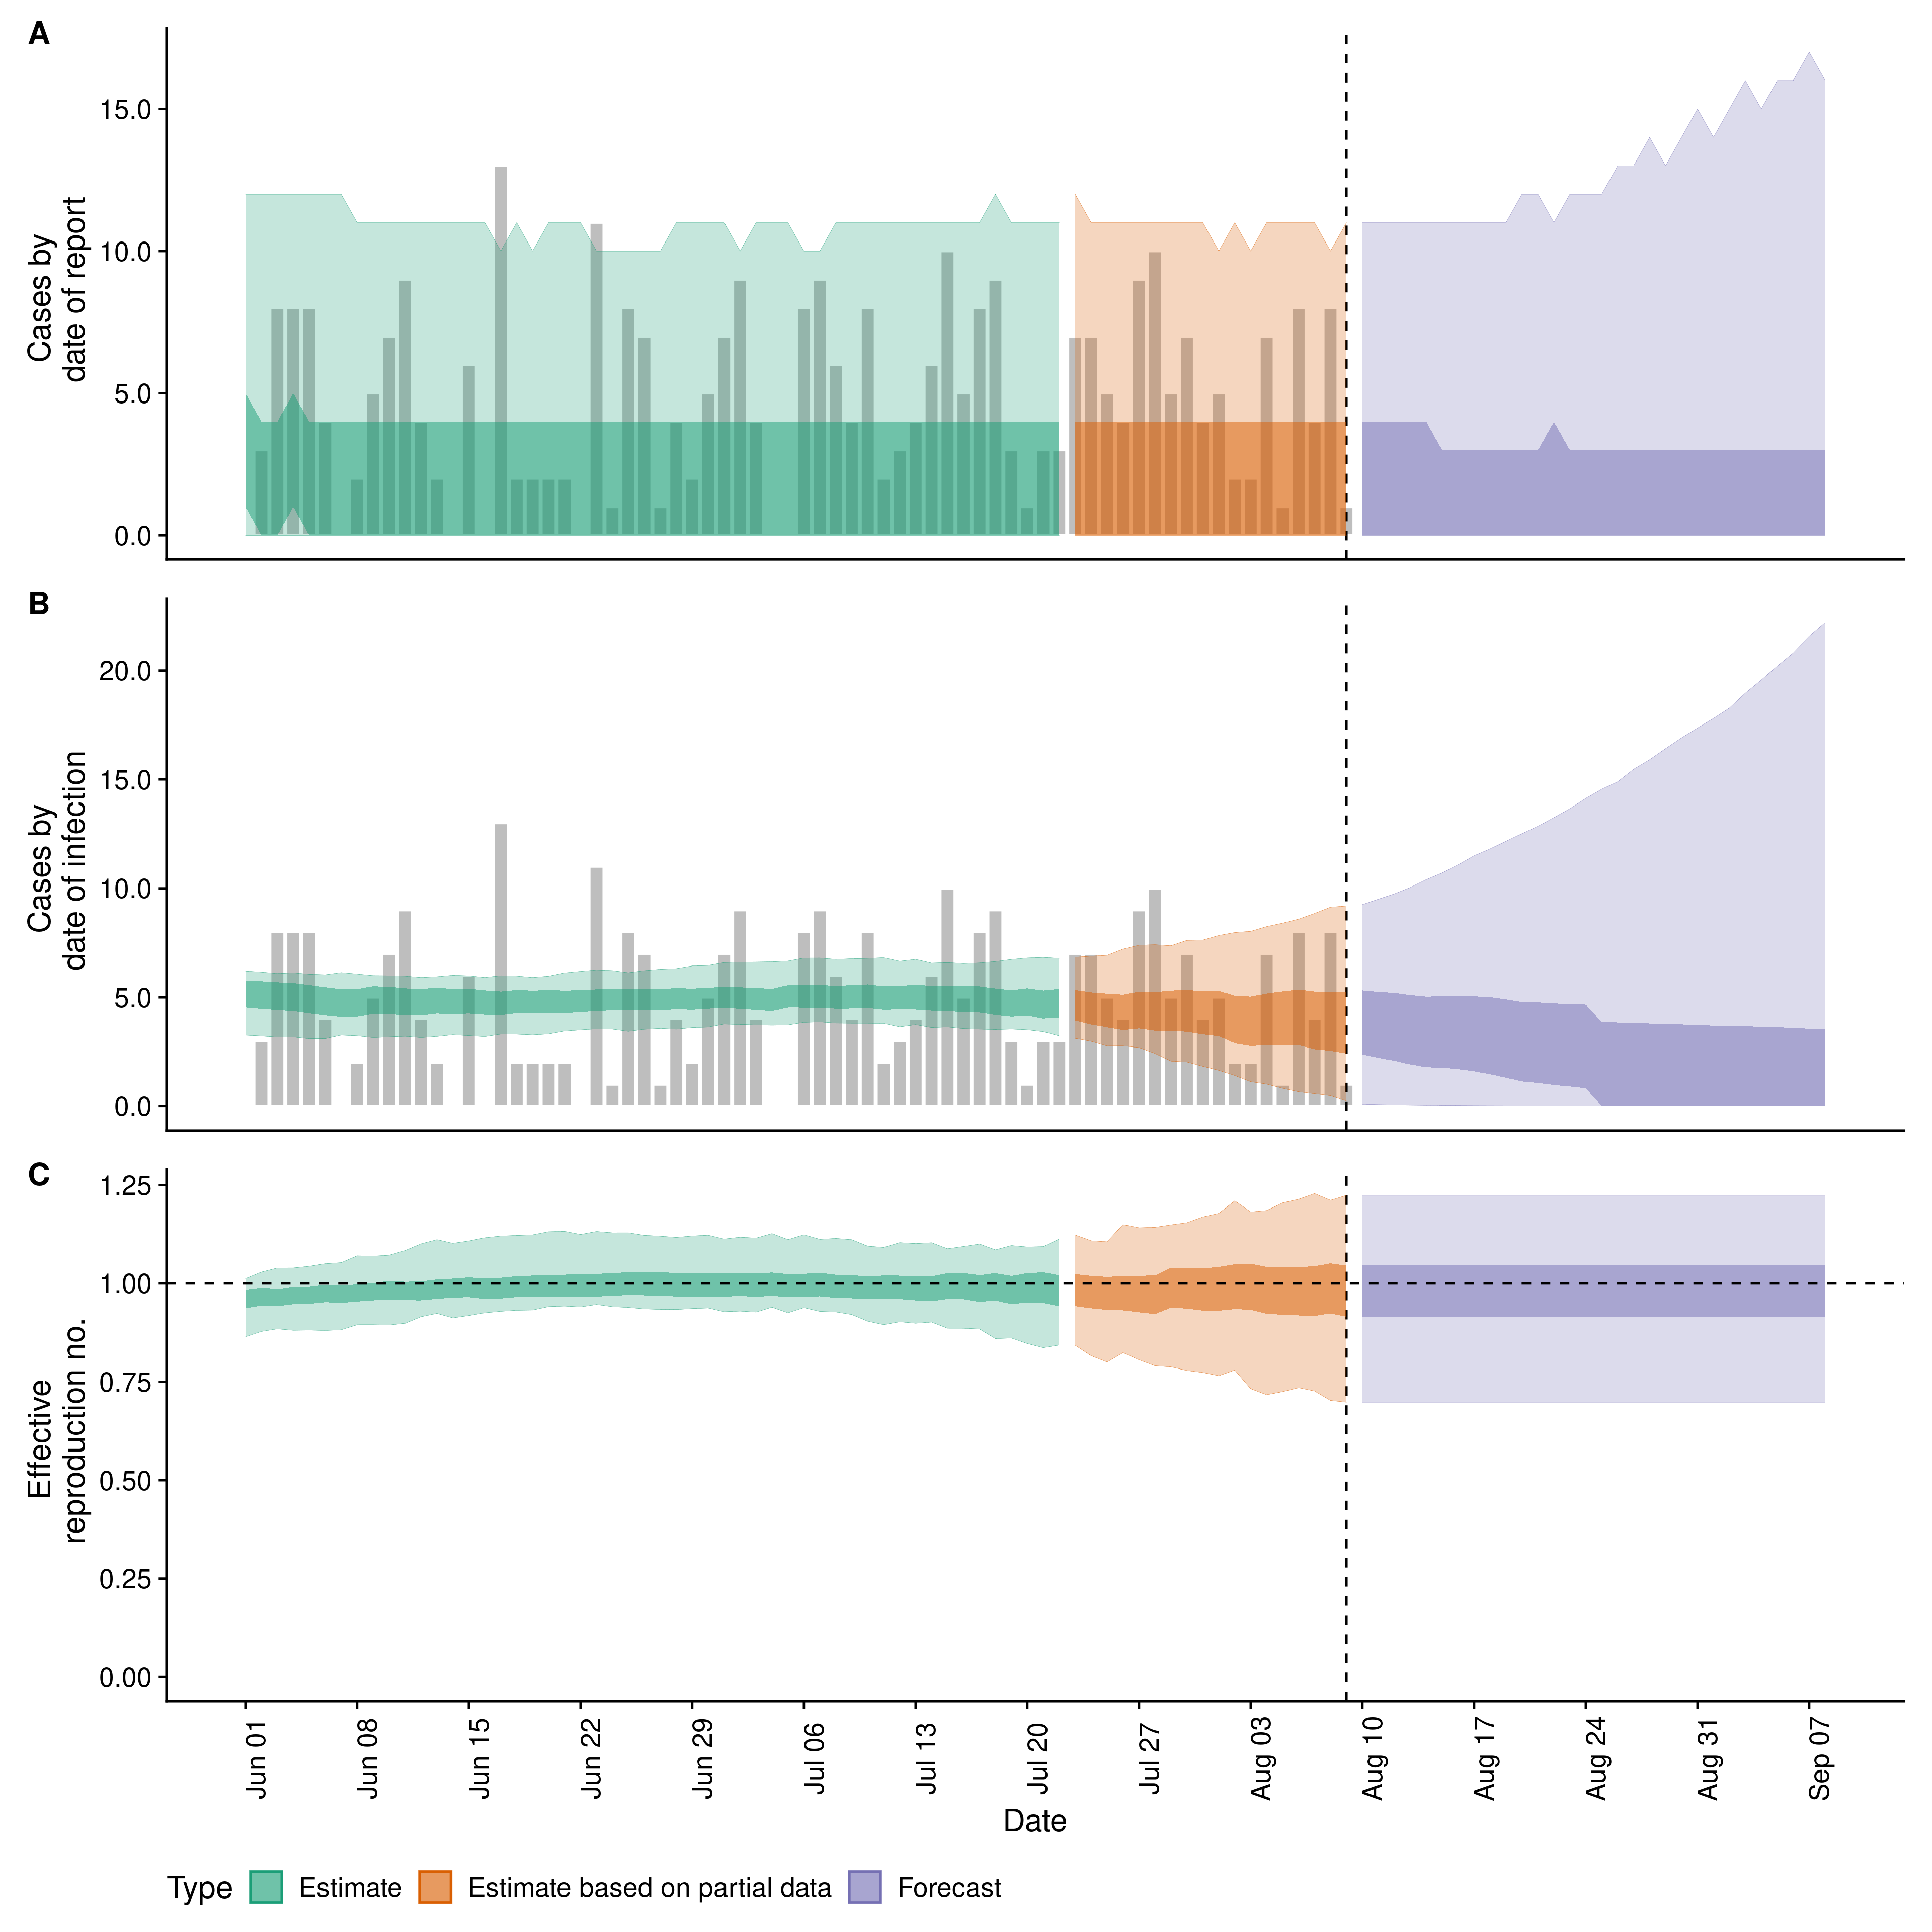 A
Cases by
date of report
15.0
10.0
5.0
0.0
B
Cases by
date of infection
20.0
15.0
10.0
5.0
0.0
C
Effective
reproduction no.
1.25
1.00
0.75
0.50
0.25
0.00
Jun 01
Jun 08
Jun 15
Jun 22
Jun 29
Jul 06
Jul 13
Jul 20
Jul 27
Aug 03
Aug 10
Aug 17
Aug 24
Aug 31
Sep 07
Date
Type Estimate Estimate based on partial data Forecast